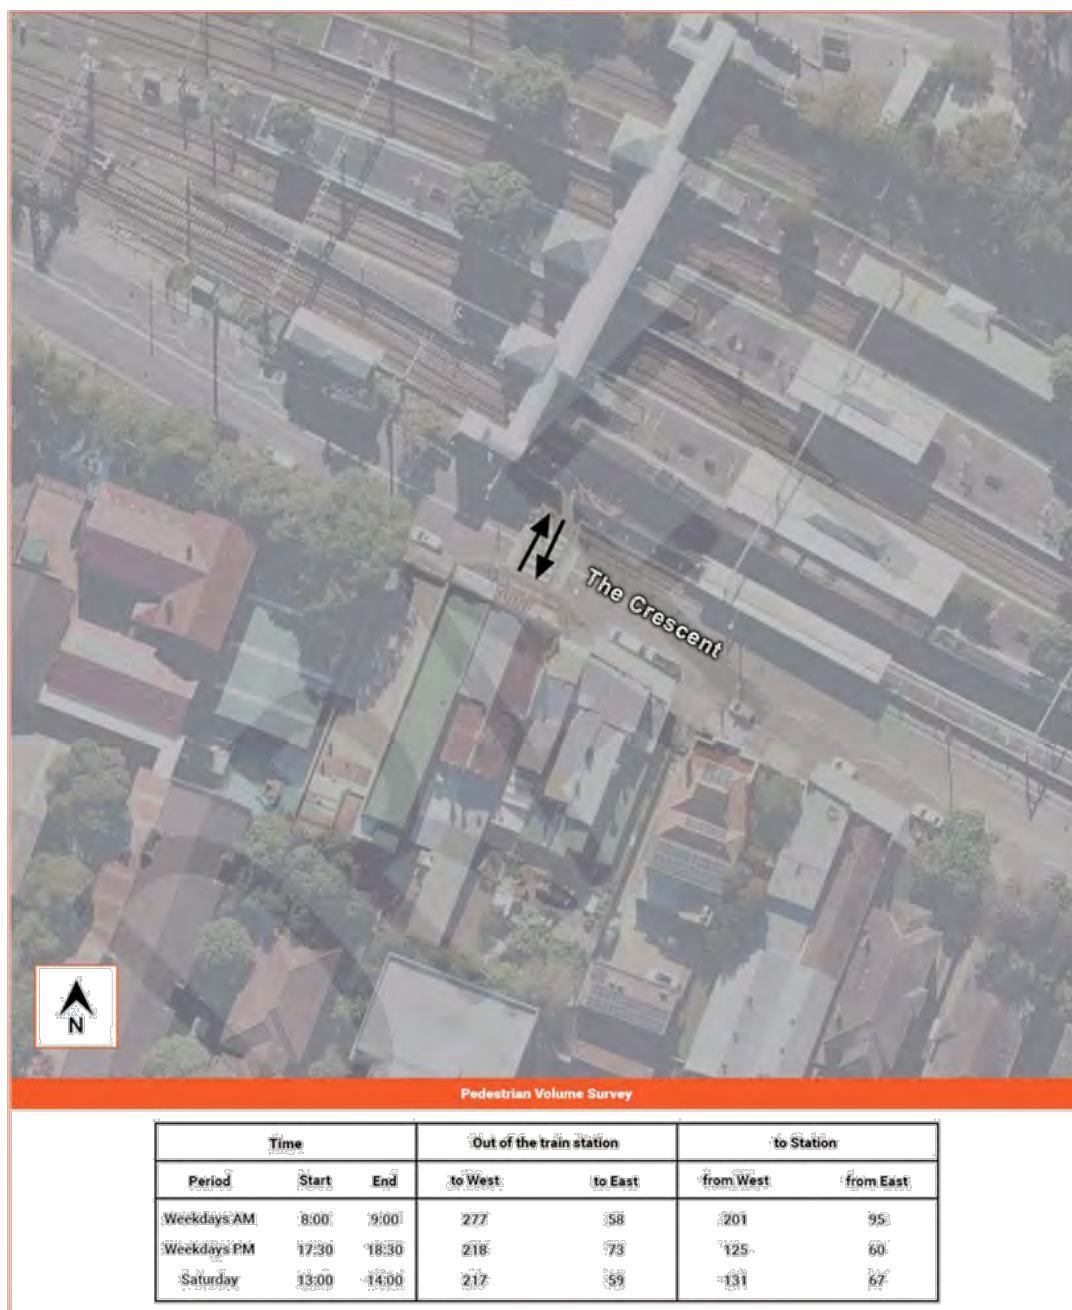 The Crescent
N
Pedestrian Volume Survey
Time Out of the train station to Station
Period Start End to West to East from West from East
Weekdays AM 8:00 9:00 277 58 201 95
Weekdays PM 17:30 18:30 218 73 125 60
Saturday 13:00 14:00 217 59 131 67